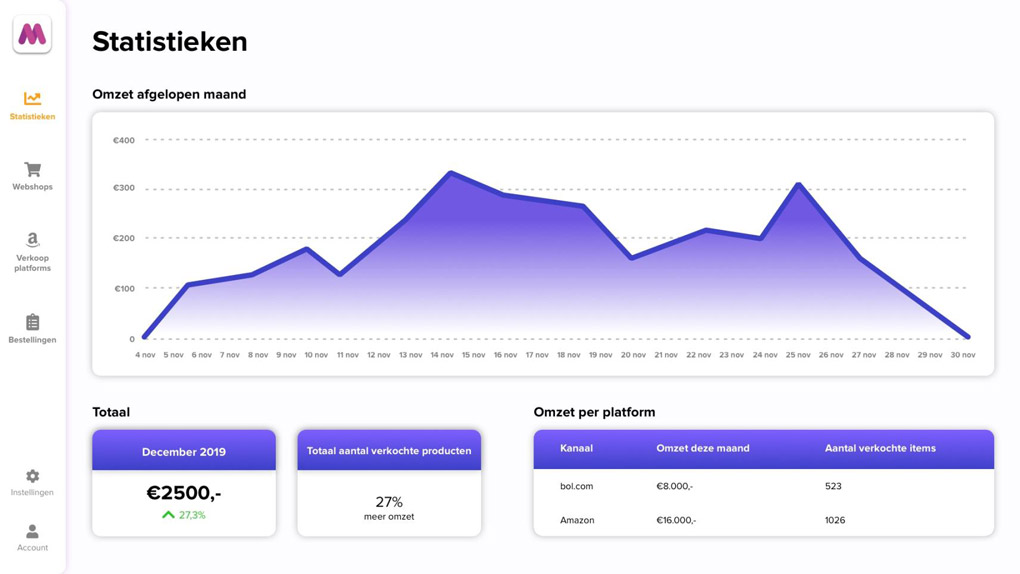 Statistieken
Omzet afgelopen maand
€400
€300
€200
€100
0
4 nov 5 nov 6 nov 7 nov 8 nov 9 nov 10 nov 11 nov 12 nov 13 nov 14 nov 15 nov 16 nov 17 nov 18 nov 19 nov 20 nov 21 nov 22 nov 23 nov 24 nov 25 nov 26 nov 27 nov 28 nov 29 nov 30 nov
Statistieken
Webshops
Verkoop
platforms
Bestellingen
Instellingen
Account
Totaal
December 2019
€2500,-
27,3%
Totaal aantal verkochte producten
27%
meer omzet
Omzet per platform
Kanaal Omzet deze maand Aantal verkochte items
bol.com €8.000,- 523
Amazon €16.000,- 1026